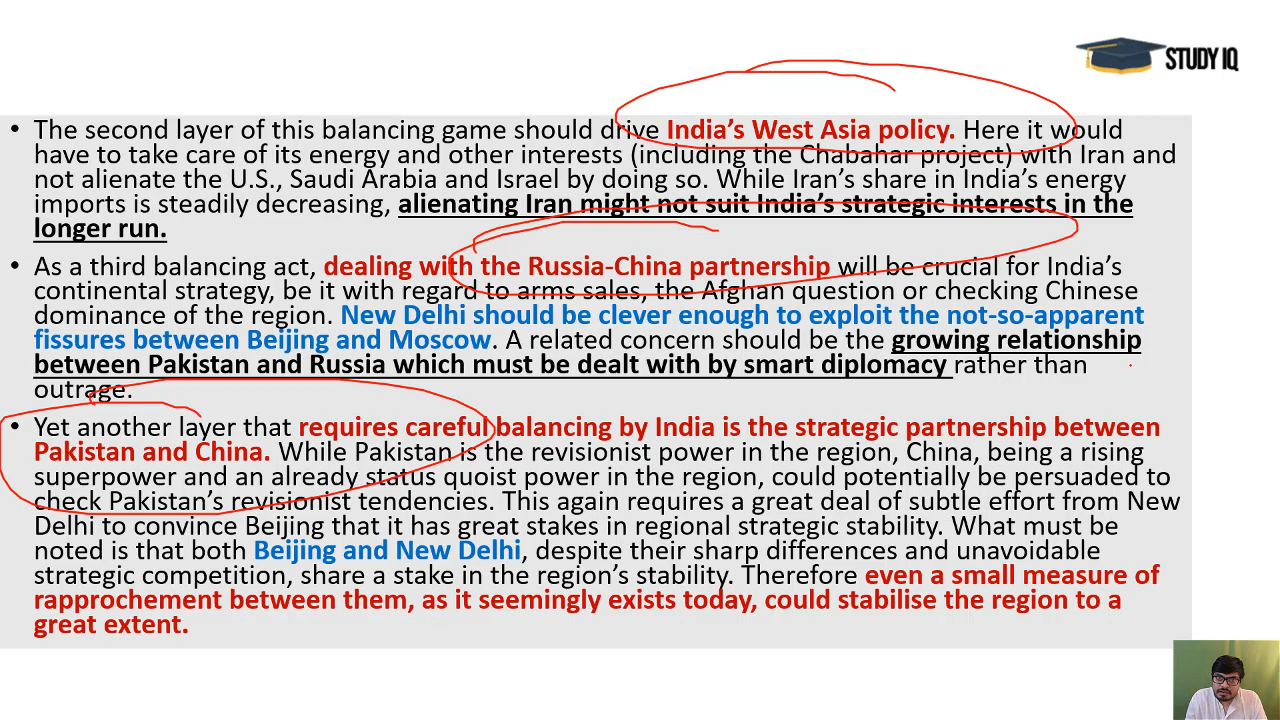 STUDY IQ
• The second layer of this balancing game should drive India’s West Asia policy. Here it would
have to take care of its energy and other interests (including the Chabahar project) with Iran and
not alienate the U.S., Saudi Arabia and Israel by doing so. While Iran’s share in India’s energy
imports is steadily decreasing, alienating Iran might not suit India’s strategic interests in the
longer run.
• As a third balancing act, dealing with the Russia-China partnership will be crucial for India’s
continental strategy, be it with regard to arms sales, the Afghan question or checking Chinese
dominance of the region. New Delhi should be clever enough to exploit the not-so-apparent
fissures between Beijing and Moscow. A related concern should be the growing relationship
between Pakistan and Russia which must be dealt with by smart diplomacy rather than
outrage.
• Yet another layer that requires careful balancing by India is the strategic partnership between
Pakistan and China. While Pakistan is the revisionist power in the region, China, being a rising
superpower and an already status quoist power in the region, could potentially be persuaded to
check Pakistan’s revisionist tendencies. This again requires a great deal of subtle effort from New
Delhi to convince Beijing that it has great stakes in regional strategic stability. What must be
noted is that both Beijing and New Delhi, despite their sharp differences and unavoidable
strategic competition, share a stake in the region’s stability. Therefore even a small measure of
rapprochement between them, as it seemingly exists today, could stabilise the region to a
great extent.